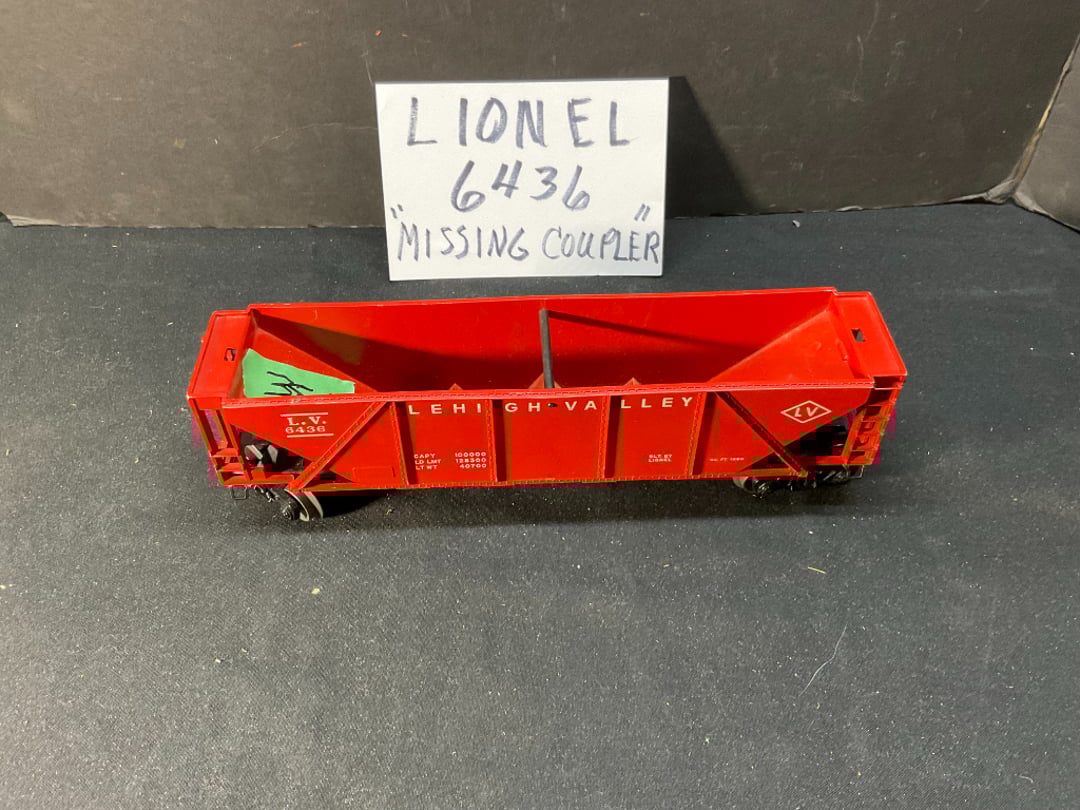 LIONEL
6436
"MISSING COUPLER"
LEHIGH VALLEY
L.V.
6436
LV
CAPY 100000
LD LMT 128300
LT WT 40700
BLT. BY
LIONEL